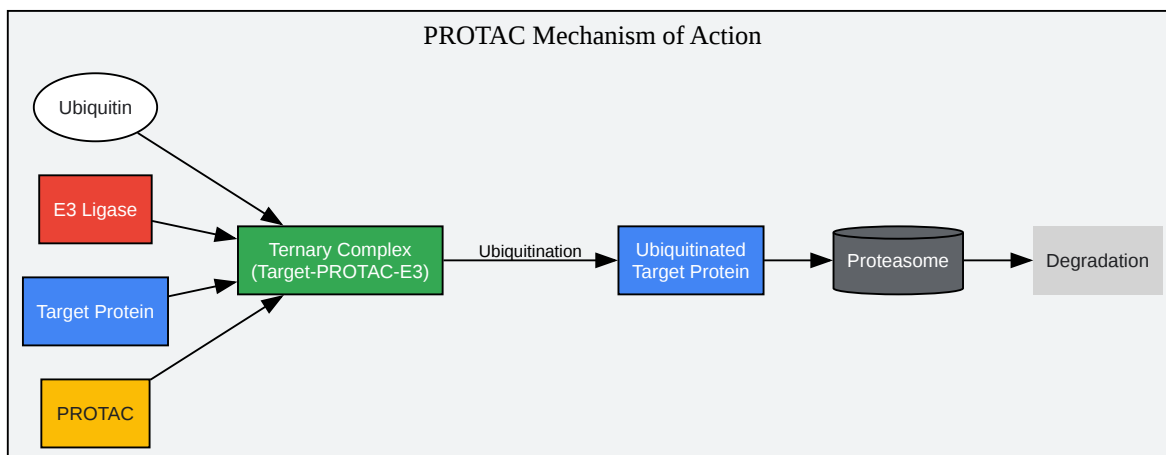 PROTAC Mechanism of Action
Ubiquitin
E3 Ligase
Target Protein
PROTAC
Ternary Complex
(Target-PROTAC-E3)
Ubiquitination
Ubiquitinated
Target Protein
Proteasome
Degradation